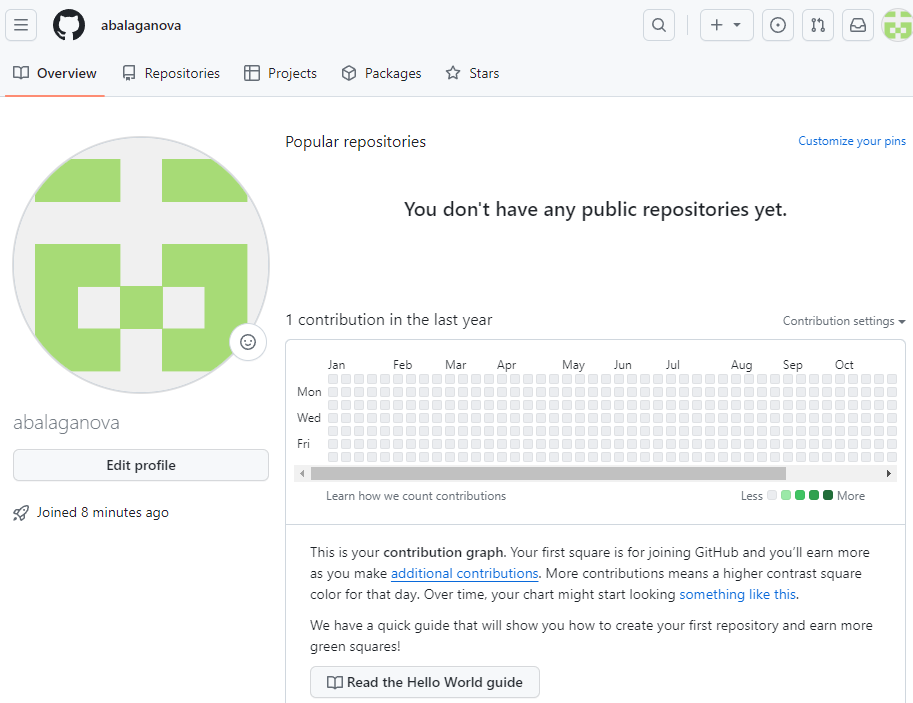 abalaganova
Overview Repositories Projects Packages Stars
Popular repositories Customize your pins
You don't have any public repositories yet.
1 contribution in the last year Contribution settings
Jan Feb Mar Apr May Jun Jul Aug Sep Oct
Mon
Wed
Fri
Learn how we count contributions Less More
abalaganova
Edit profile
Joined 8 minutes ago
This is your contribution graph. Your first square is for joining GitHub and you'll earn more
as you make additional contributions. More contributions means a higher contrast square
color for that day. Over time, your chart might start looking something like this.
We have a quick guide that will show you how to create your first repository and earn more
green squares!
Read the Hello World guide